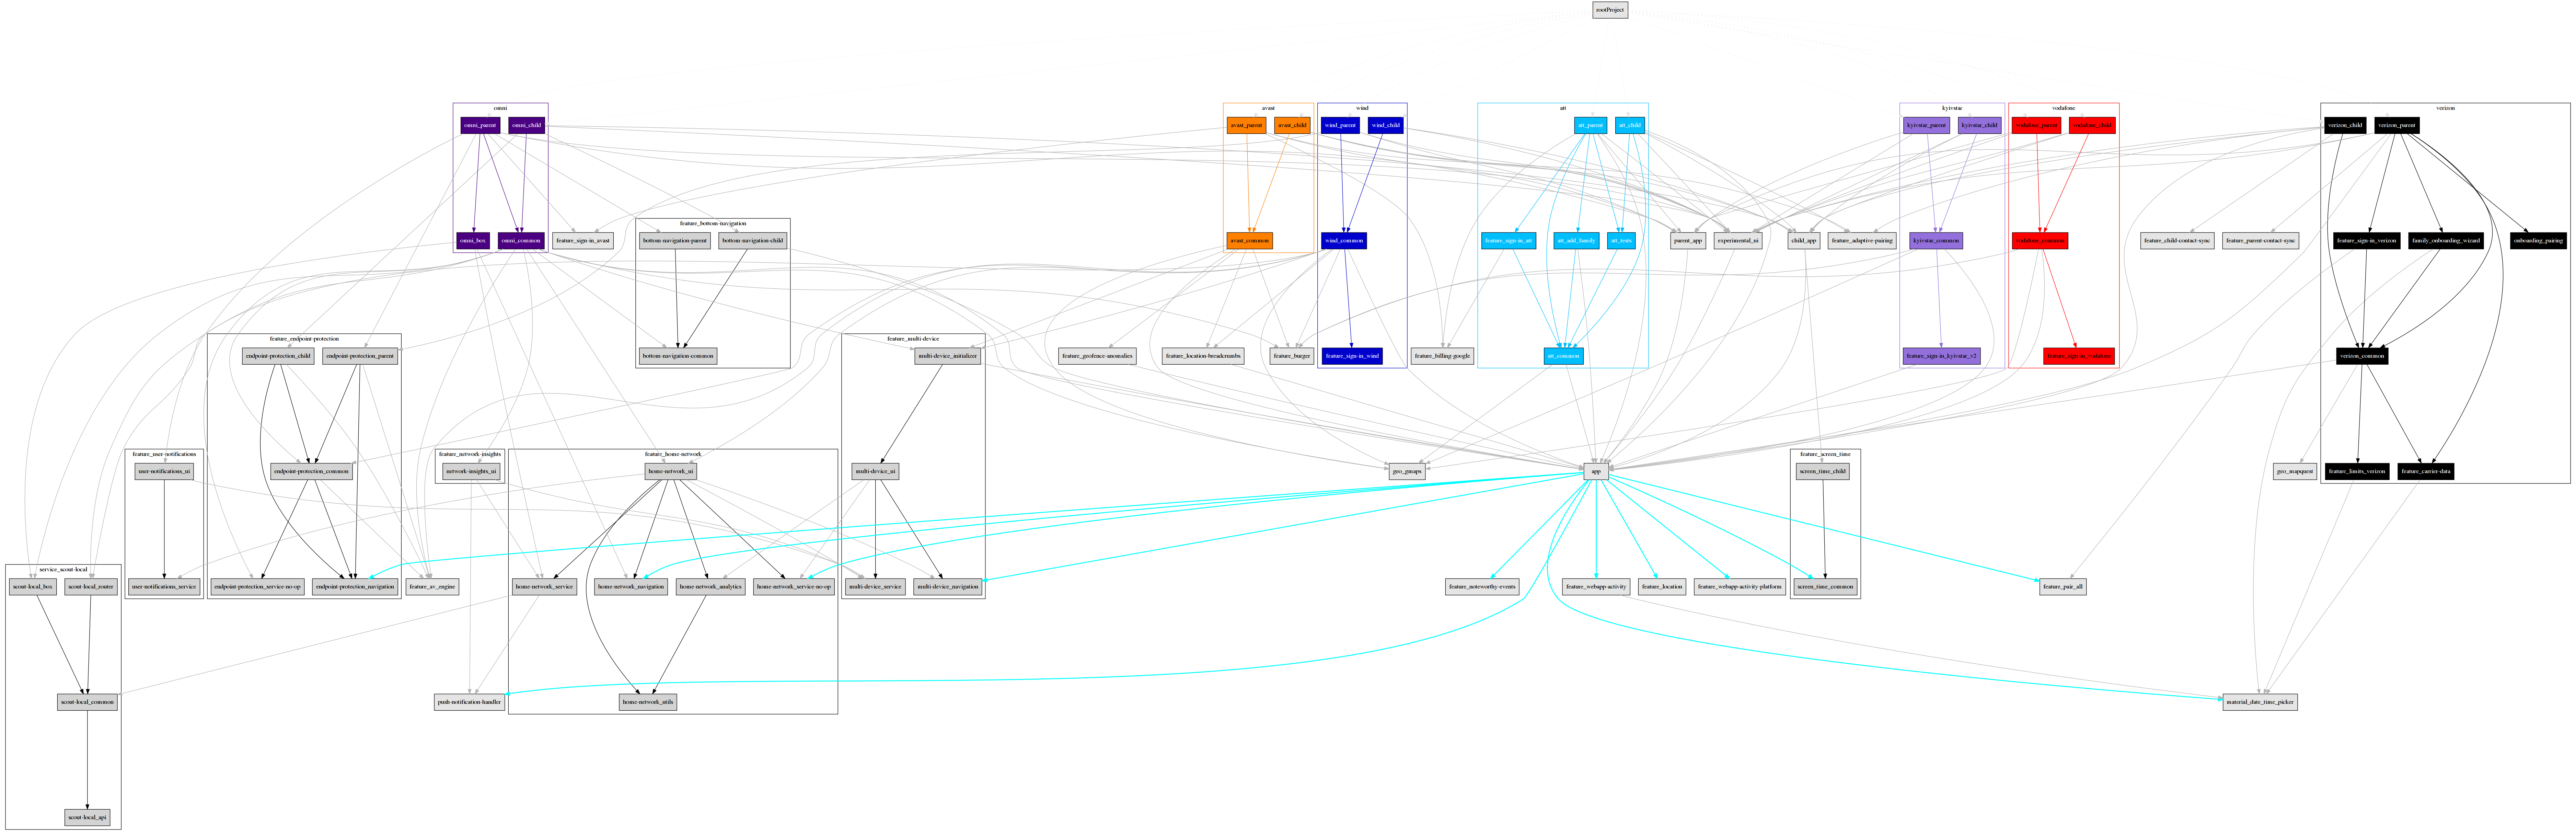 rootProject
omni
avast
wind
att
kyivstar
vodafone
verizon
omni_parent
omni_child
avast_parent
avast_child
wind_parent
wind_child
att_parent
att_child
kyivstar_parent
kyivstar_child
vodafone_parent
vodafone_child
verizon_child
verizon_parent
feature_bottom-navigation
omni_box
omni_common
feature_sign-in_avast
bottom-navigation-parent
bottom-navigation-child
avast_common
wind_common
feature_sign-in_att
att_add_family
att_tests
parent_app
experimental_ui
child_app
feature_adaptive-pairing
kyivstar_common
vodafone_common
feature_child-contact-sync
feature_parent-contact-sync
feature_sign-in_verizon
family_onboarding_wizard
onboarding_pairing
feature_endpoint-protection
feature_multi-device
endpoint-protection_child
endpoint-protection_parent
bottom-navigation-common
multi-device_initializer
feature_geofence-anomalies
feature_location-breadcrumbs
feature_burger
feature_sign-in_wind
feature_billing-google
att_common
feature_sign-in_kyivstar_v2
feature_sign-in_vodafone
verizon_common
feature_user-notifications
feature_network-insights
feature_home-network
feature_screen_time
user-notifications_ui
endpoint-protection_common
network-insights_ui
home-network_ui
multi-device_ui
geo_gmaps
app
screen_time_child
geo_mapquest
feature_limits_verizon
feature_carrier-data
service_scout-local
scout-local_box
scout-local_router
user-notifications_service
endpoint-protection_service-no-op
endpoint-protection_navigation
feature_av_engine
home-network_service
home-network_navigation
home-network_analytics
home-network_service-no-op
multi-device_service
multi-device_navigation
feature_noteworthy-events
feature_webapp-activity
feature_location
feature_webapp-activity-platform
screen_time_common
feature_pair_all
scout-local_common
push-notification-handler
home-network_utils
material_date_time_picker
scout-local_api